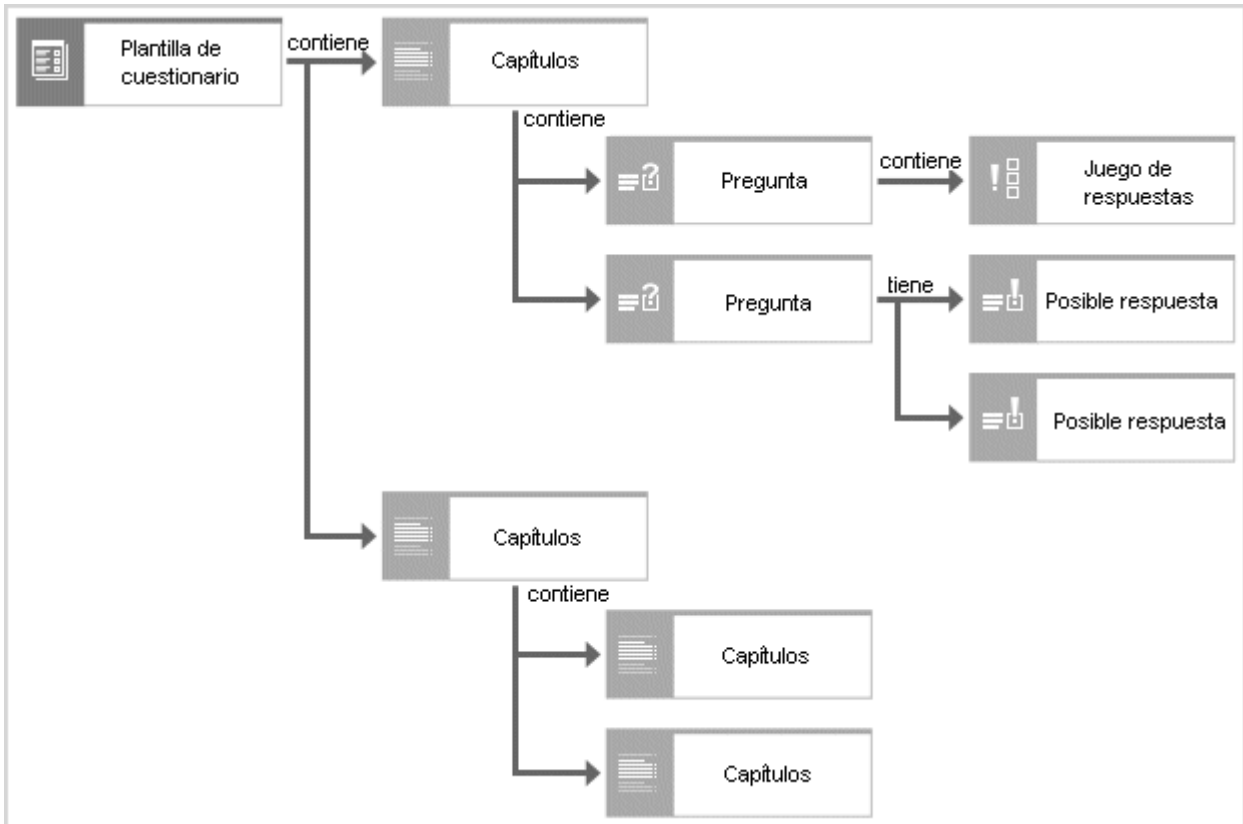 Plantilla de
cuestionario
contiene
Capítulos
contiene
Pregunta
contiene
Juego de
respuestas
Pregunta
tiene
Posible respuesta
Posible respuesta
Capítulos
contiene
Capítulos
Capítulos